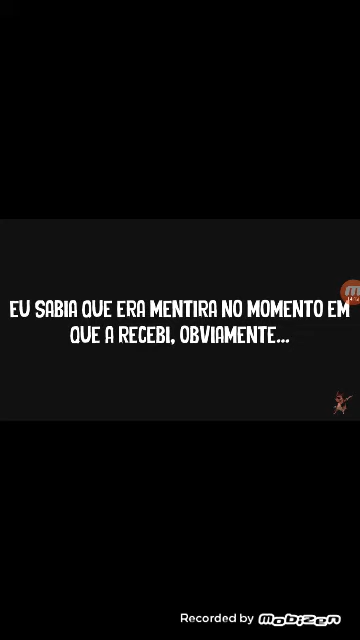 EU SABIA QUE ERA MENTIRA NO MOMENTO EM
QUE A RECEBI, OBVIAMENTE...
Recorded by Mobizen